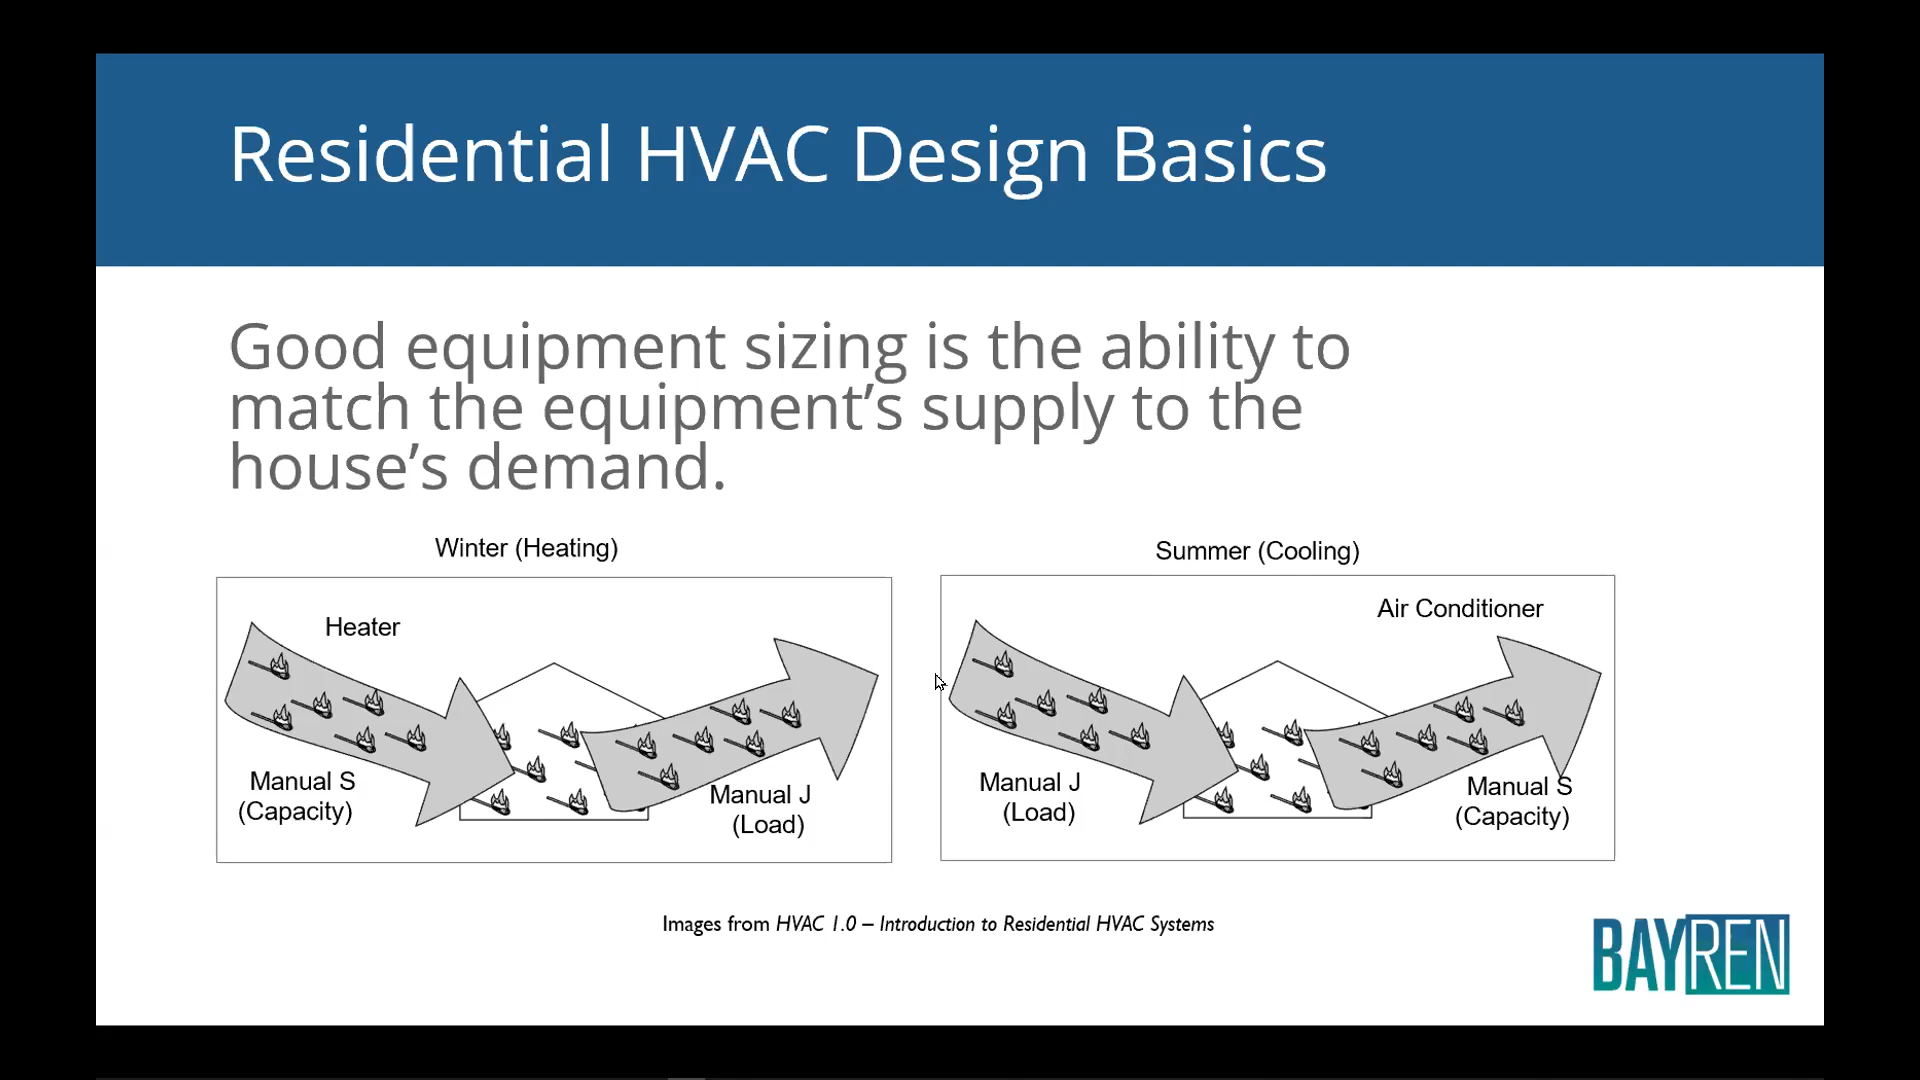 Residential HVAC Design Basics
Good equipment sizing is the ability to
match the equipment’s supply to the
house’s demand.
Winter (Heating)
Heater
Manual S
(Capacity)
Manual J
(Load)
Summer (Cooling)
Air Conditioner
Manual J
(Load)
Manual S
(Capacity)
Images from HVAC 1.0 – Introduction to Residential HVAC Systems
BAYREN